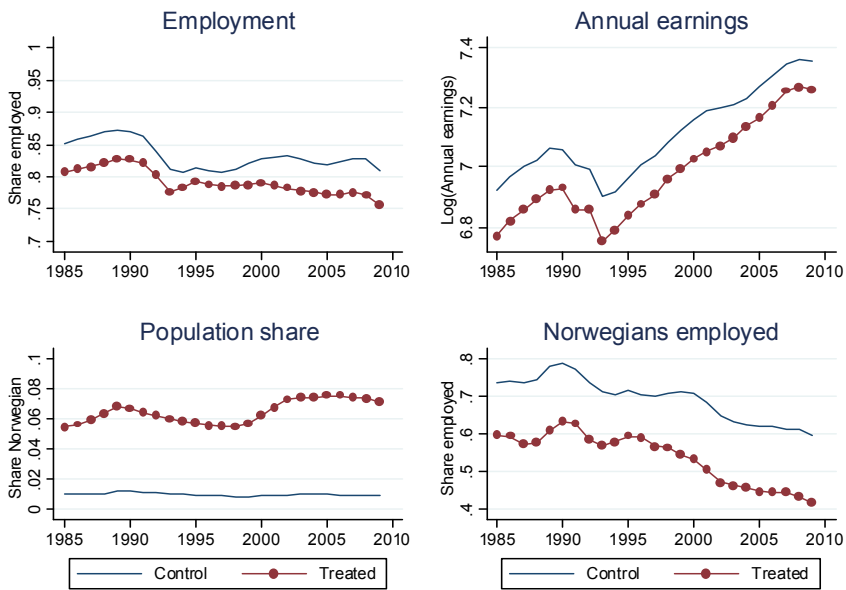 Employment
Share employed
1
.95
.9
.85
.8
.75
.7
1985 1990 1995 2000 2005 2010
Annual earnings
Log(Annual earnings)
7.4
7.2
7
6.8
1985 1990 1995 2000 2005 2010
Population share
Share Norwegian
.1
.08
.06
.04
.02
0
1985 1990 1995 2000 2005 2010
Control Treated
Norwegians employed
Share employed
.8
.7
.6
.5
.4
1985 1990 1995 2000 2005 2010
Control Treated